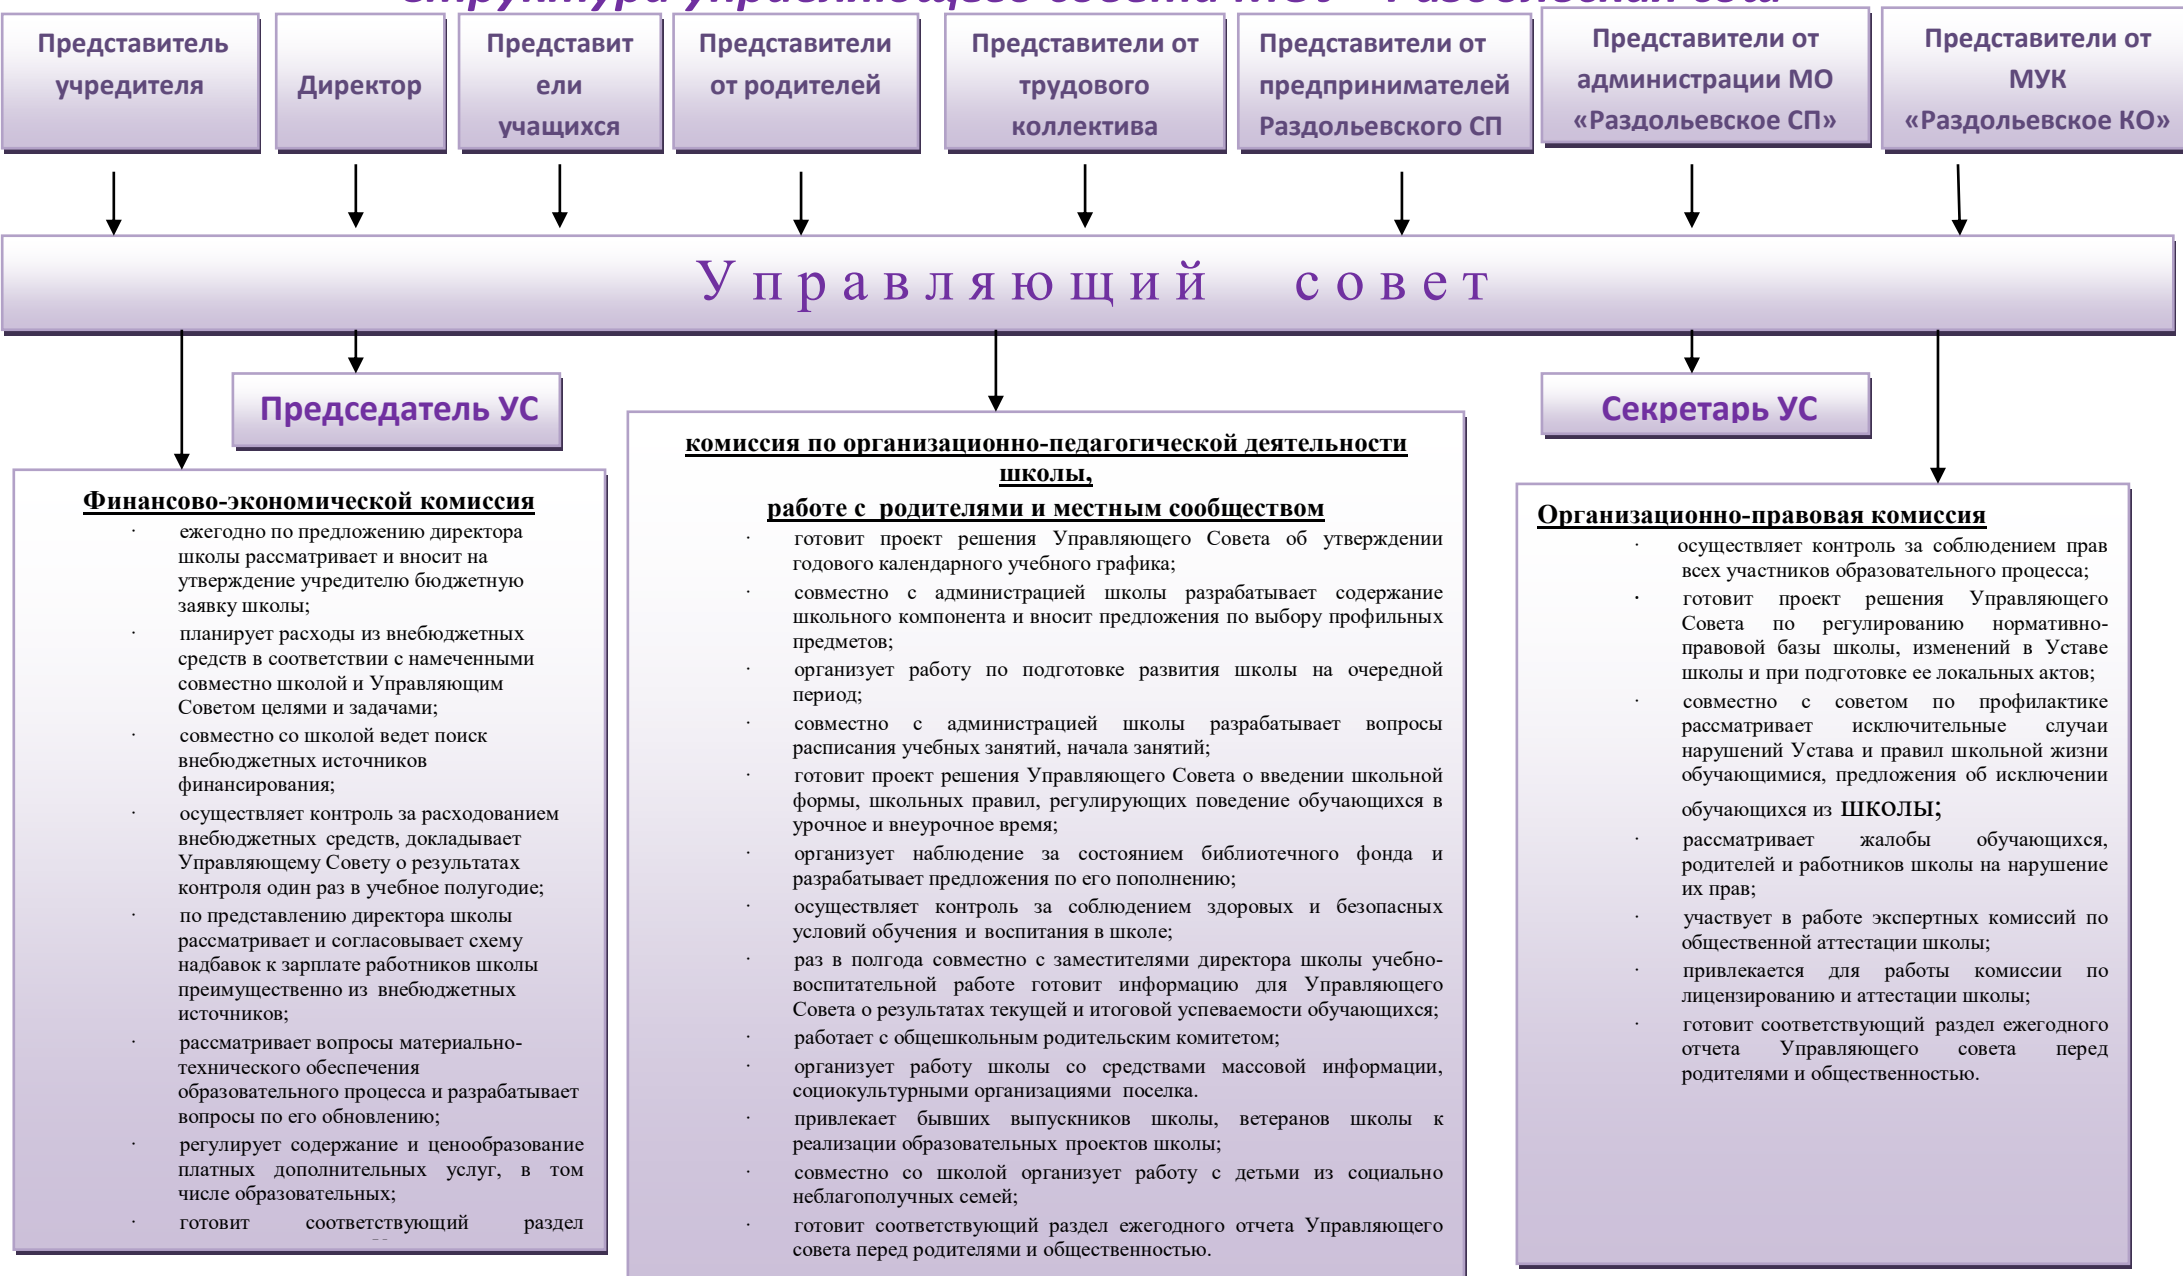 Структура управляющего совета МОУ «Раздольская сош»
Представитель
учредителя
Директор
Представит
ели
учащихся
Представители
от родителей
Представители от
трудового
коллектива
Представители от
предпринимателей
Раздольевского СП
Представители от
администрации МО
«Раздольевское СП»
Представители от
МУК
«Раздольевское КО»
Управляющий совет
Председатель УС
Секретарь УС
Финансово-экономической комиссия
· ежегодно по предложению директора
школы рассматривает и вносит на
утверждение учредителю бюджетную
заявку школы;
· планирует расходы из внебюджетных
средств в соответствии с намеченными
совместно школой и Управляющим
Советом целями и задачами;
· совместно со школой ведет поиск
внебюджетных источников
финансирования;
· осуществляет контроль за расходованием
внебюджетных средств, докладывает
Управляющему Совету о результатах
контроля один раз в учебное полугодие;
· по представлению директора школы
рассматривает и согласовывает схему
надбавок к зарплате работников школы
преимущественно из внебюджетных
источников;
· рассматривает вопросы материально-
технического обеспечения
образовательного процесса и разрабатывает
вопросы по его обновлению;
· регулирует содержание и ценообразование
платных дополнительных услуг, в том
числе образовательных;
· готовит соответствующий раздел
комиссия по организационно-педагогической деятельности
школы,
работе с родителями и местным сообществом
· готовит проект решения Управляющего Совета об утверждении
годового календарного учебного графика;
· совместно с администрацией школы разрабатывает содержание
школьного компонента и вносит предложения по выбору профильных
предметов;
· организует работу по подготовке развития школы на очередной
период;
· совместно с администрацией школы разрабатывает вопросы
расписания учебных занятий, начала занятий;
· готовит проект решения Управляющего Совета о введении школьной
формы, школьных правил, регулирующих поведение обучающихся в
урочное и внеурочное время;
· организует наблюдение за состоянием библиотечного фонда и
разрабатывает предложения по его пополнению;
· осуществляет контроль за соблюдением здоровых и безопасных
условий обучения и воспитания в школе;
· раз в полгода совместно с заместителями директора школы учебно-
воспитательной работе готовит информацию для Управляющего
Совета о результатах текущей и итоговой успеваемости обучающихся;
· работает с общешкольным родительским комитетом;
· организует работу школы со средствами массовой информации,
социокультурными организациями поселка.
· привлекает бывших выпускников школы, ветеранов школы к
реализации образовательных проектов школы;
· совместно со школой организует работу с детьми из социально
неблагополучных семей;
· готовит соответствующий раздел ежегодного отчета Управляющего
совета перед родителями и общественностью.
Организационно-правовая комиссия
· осуществляет контроль за соблюдением прав
всех участников образовательного процесса;
· готовит проект решения Управляющего
Совета по регулированию нормативно-
правовой базы школы, изменений в Уставе
школы и при подготовке ее локальных актов;
· совместно с советом по профилактике
рассматривает исключительные случаи
нарушений Устава и правил школьной жизни
обучающимися, предложения об исключении
обучающихся из школы;
· рассматривает жалобы обучающихся,
родителей и работников школы на нарушение
их прав;
· участвует в работе экспертных комиссий по
общественной аттестации школы;
· привлекается для работы комиссии по
лицензированию и аттестации школы;
· готовит соответствующий раздел ежегодного
отчета Управляющего совета перед
родителями и общественностью.